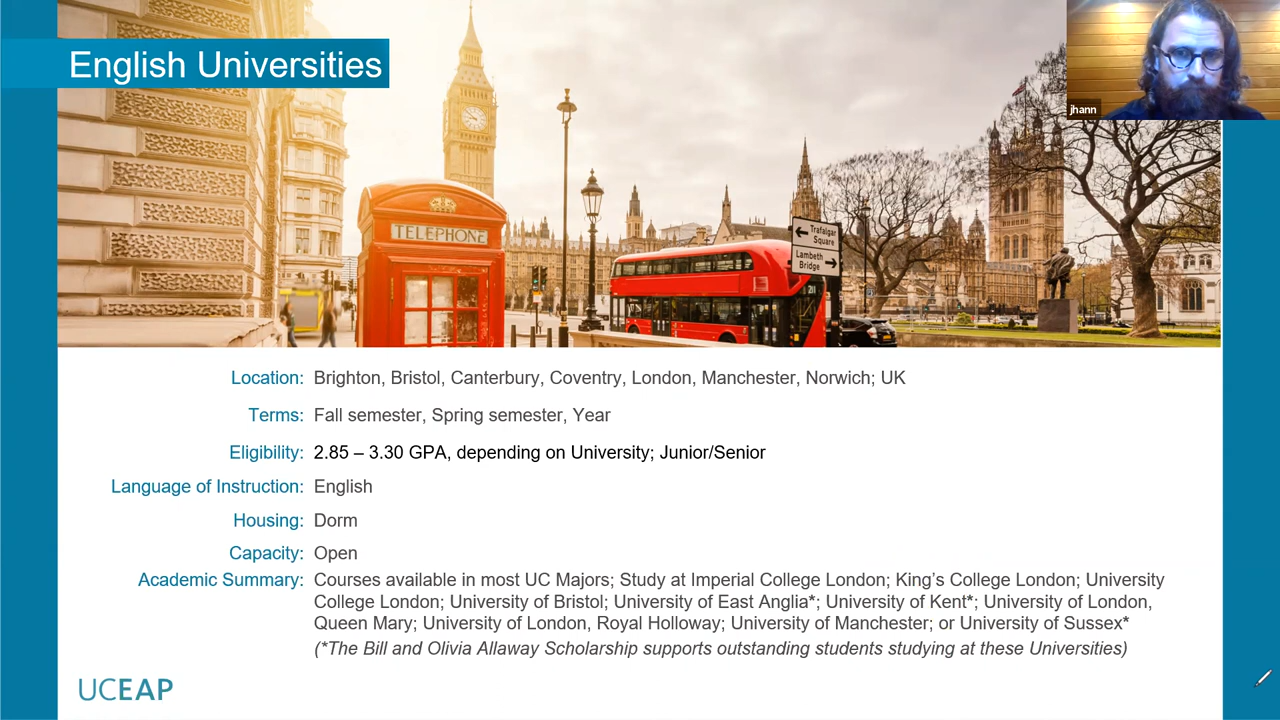 English Universities
jhann
TELEPHONE
Trafalgar
Square
Lambeth
Bridge
211
Location: Brighton, Bristol, Canterbury, Coventry, London, Manchester, Norwich; UK
Terms: Fall semester, Spring semester, Year
Eligibility: 2.85 – 3.30 GPA, depending on University; Junior/Senior
Language of Instruction: English
Housing: Dorm
Capacity: Open
Academic Summary: Courses available in most UC Majors; Study at Imperial College London; King’s College London; University
College London; University of Bristol; University of East Anglia*; University of Kent*; University of London,
Queen Mary; University of London, Royal Holloway; University of Manchester; or University of Sussex*
(*The Bill and Olivia Allaway Scholarship supports outstanding students studying at these Universities)
UCEAP